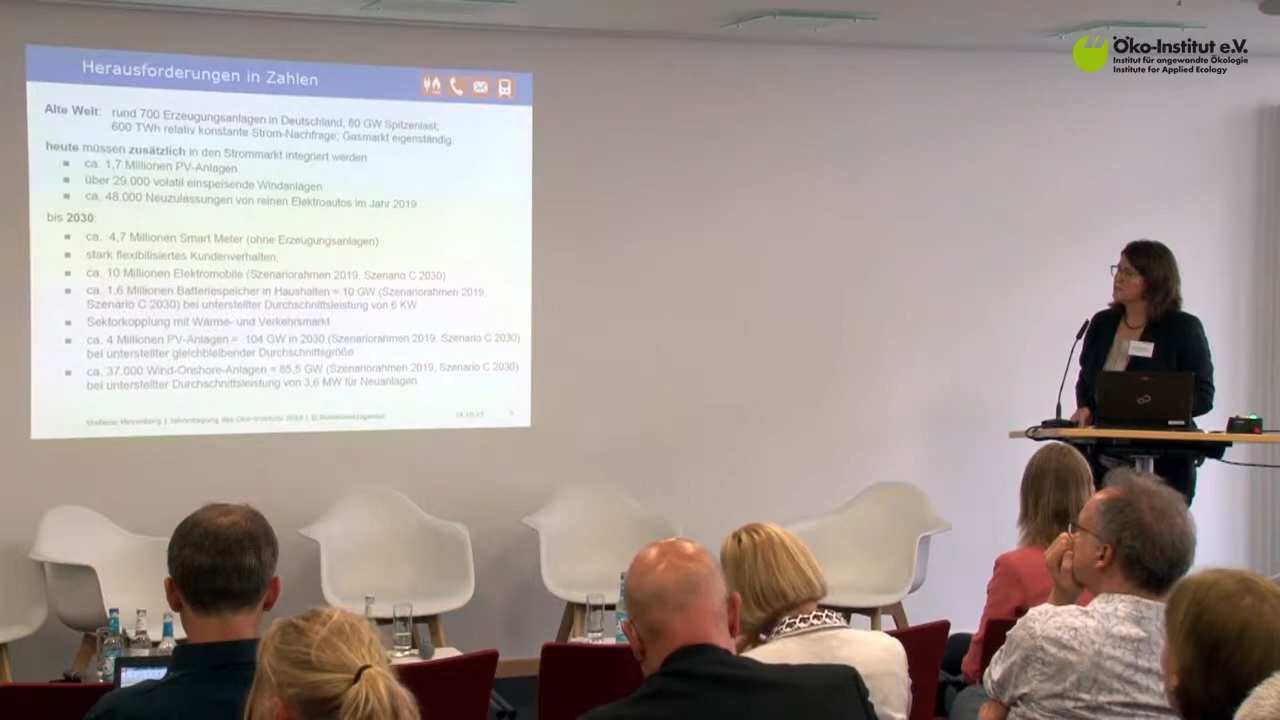 Öko-Institut e.V.
Institut für angewandte Ökologie
Institute for Applied Ecology
Herausforderungen in Zahlen
Alte Welt: rund 700 Erzeugungsanlagen in Deutschland; 80 GW Spitzenlast;
600 TWh relativ konstante Strom-Nachfrage; Gasmarkt eigenständig.
heute müssen zusätzlich in den Strommarkt integriert werden
ca. 1,7 Millionen PV-Anlagen
über 29.000 volatil einspeisende Windanlagen
ca. 48.000 Neuzulassungen von reinen Elektroautos im Jahr 2019
bis 2030:
ca. 4,7 Millionen Smart Meter (ohne Erzeugungsanlagen)
stark flexibilisiertes Kundenverhalten,
ca. 10 Millionen Elektromobile (Szenariorahmen 2019, Szenario C 2030)
ca. 1,6 Millionen Batteriespeicher in Haushalten = 10 GW (Szenariorahmen 2019,
Szenario C 2030) bei unterstellter Durchschnittsleistung von 6 KW
Sektorkopplung mit Wärme- und Verkehrsmarkt
ca. 4 Millionen PV-Anlagen = 104 GW in 2030 (Szenariorahmen 2019, Szenario C 2030)
bei unterstellter gleichbleibender Durchschnittsgröße
ca. 37.000 Wind-Onshore-Anlagen = 85,5 GW (Szenariorahmen 2019, Szenario C 2030)
bei unterstellter Durchschnittsleistung von 3,6 MW für Neuanlagen
| Jahrestagung des Öko-Instituts 2019 | © Bundesnetzagentur